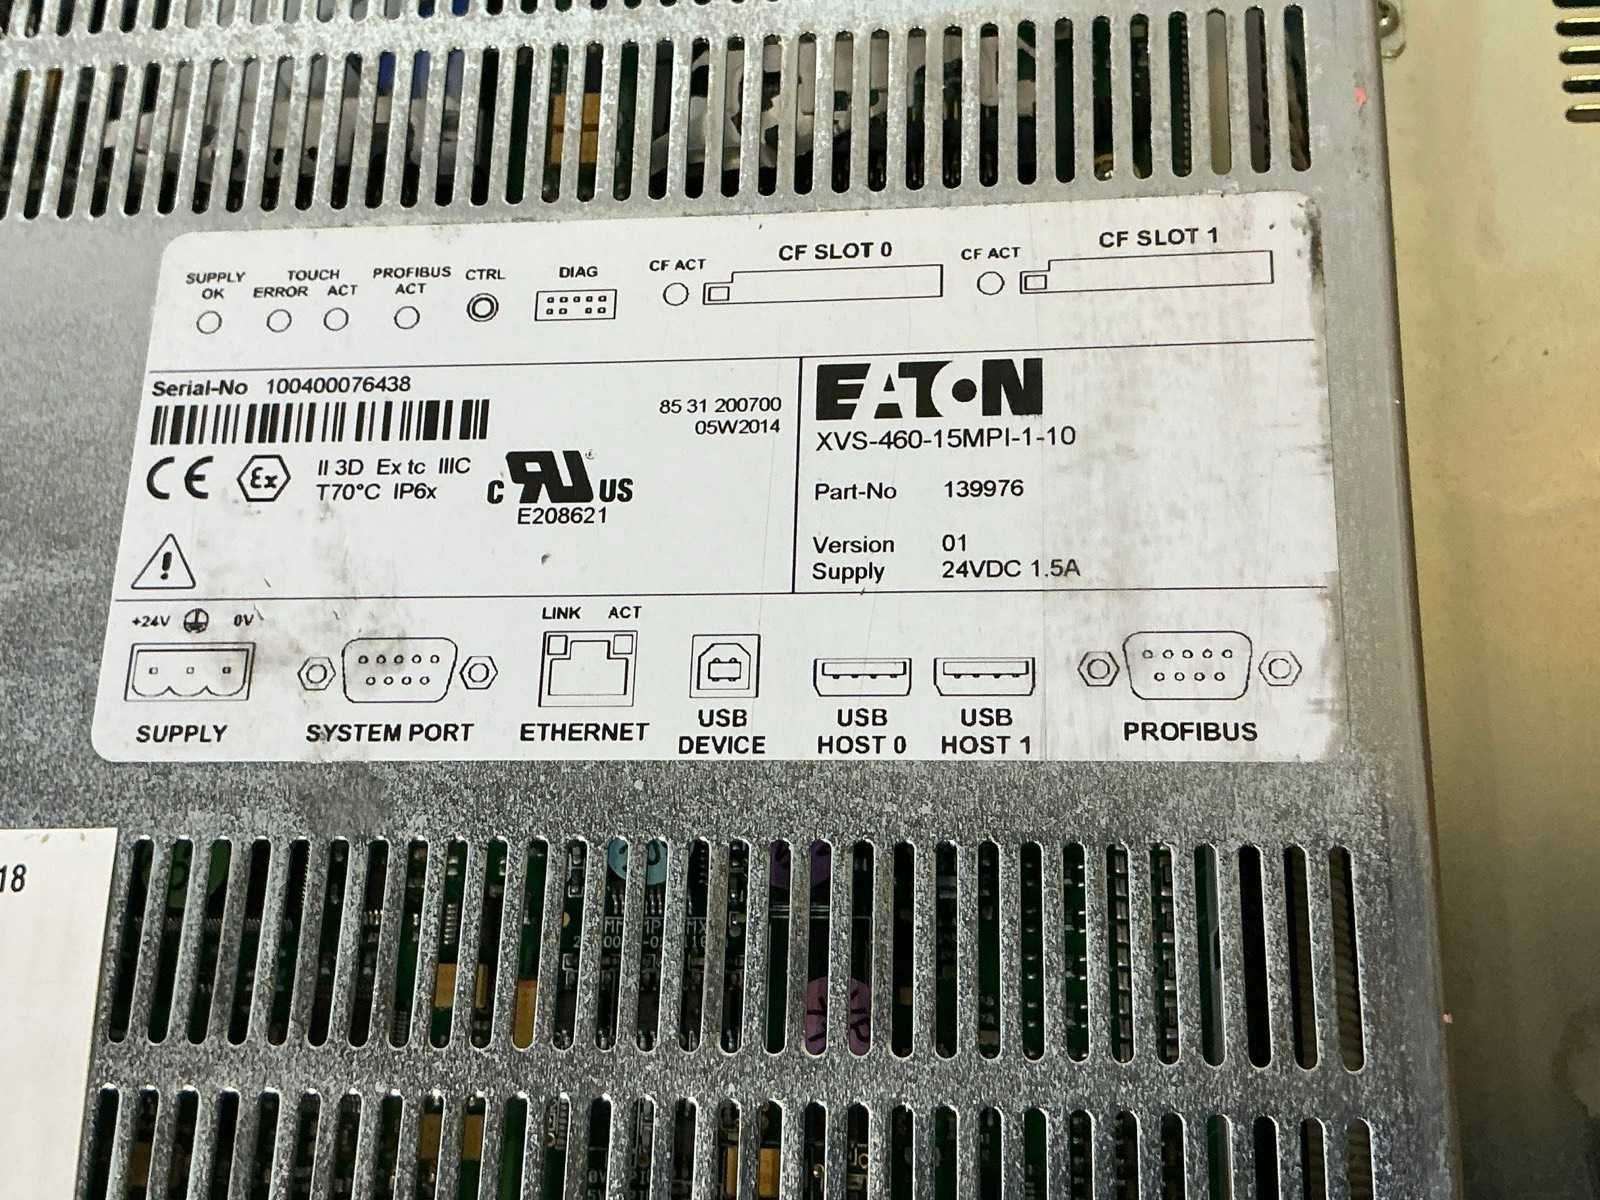 CF SLOT 0
CF SLOT 1
SUPPLY OK
TOUCH
ERROR ACT
PROFIBUS ACT
CTRL
DIAG
CF ACT
CF ACT
Serial-No 100400076438
85 31 200700
05W2014
EATON
XVS-460-15MPI-1-10
CE Ex II 3D Ex tc IIIC
T70°C IP6x
C RU US
E208621
Part-No 139976
Version 01
Supply 24VDC 1.5A
+24V 0V
LINK ACT
SUPPLY
SYSTEM PORT
ETHERNET
USB DEVICE
USB HOST 0
USB HOST 1
PROFIBUS
18